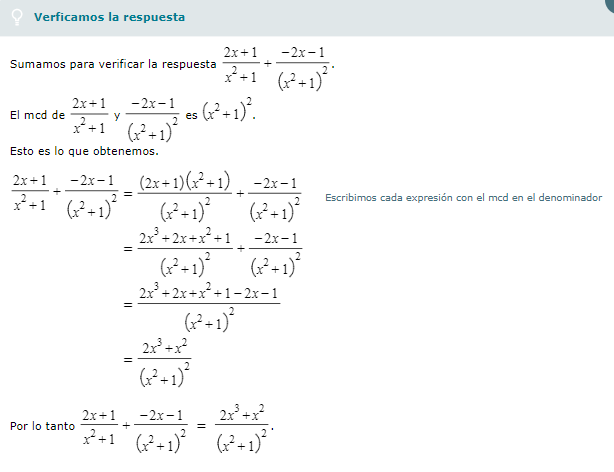 Verficamos la respuesta
Sumamos para verificar la respuesta (2x+1)/(x²+1) + (−2x−1)/(x²+1)².
El mcd de (2x+1)/(x²+1) y (−2x−1)/(x²+1)² es (x²+1)².
Esto es lo que obtenemos.
(2x+1)/(x²+1) + (−2x−1)/(x²+1)² = (2x+1)(x²+1)/(x²+1)² + (−2x−1)/(x²+1)² Escribimos cada expresión con el mcd en el denominador
= (2x³+2x+x²+1)/(x²+1)² + (−2x−1)/(x²+1)²
= (2x³+2x+x²+1−2x−1)/(x²+1)²
= (2x³+x²)/(x²+1)²
Por lo tanto (2x+1)/(x²+1) + (−2x−1)/(x²+1)² = (2x³+x²)/(x²+1)².